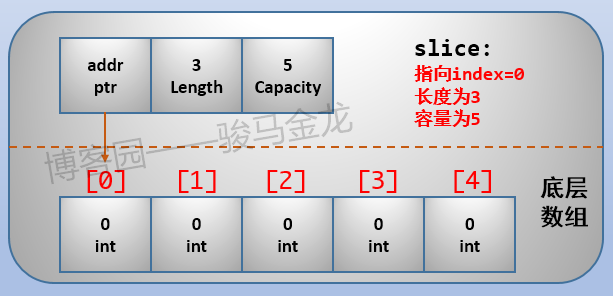 addr
ptr
3
Length
5
Capacity
slice:
指向index=0
长度为3
容量为5
博客园——骏马金龙
[0] [1] [2] [3] [4]
0
int
0
int
0
int
0
int
0
int
底层
数组